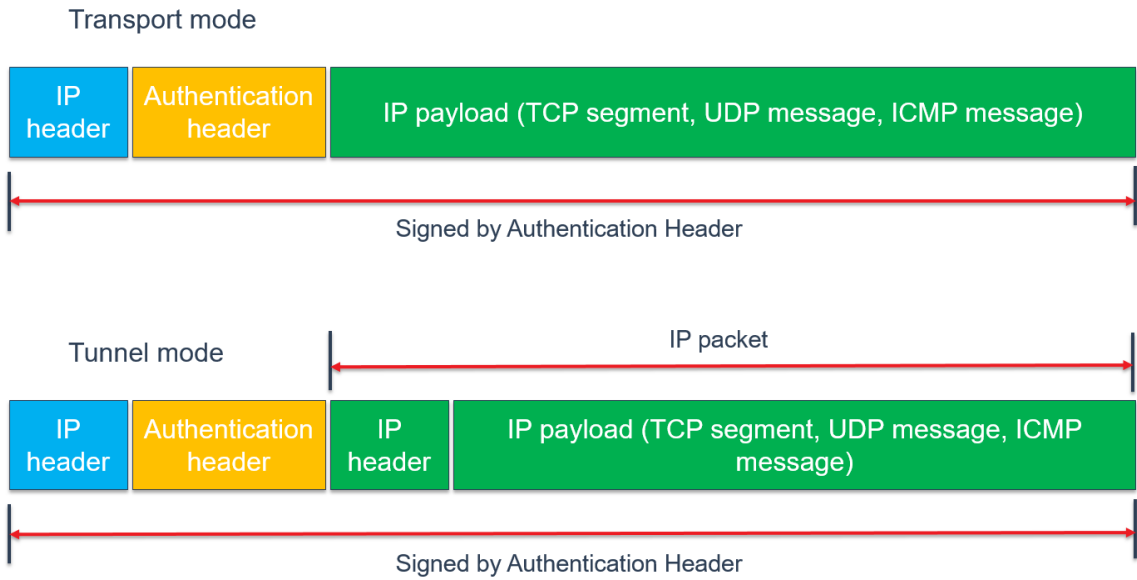 Transport mode
IP
header
Authentication
header
IP payload (TCP segment, UDP message, ICMP message)
Signed by Authentication Header
Tunnel mode
IP packet
IP
header
Authentication
header
IP
header
IP payload (TCP segment, UDP message, ICMP
message)
Signed by Authentication Header